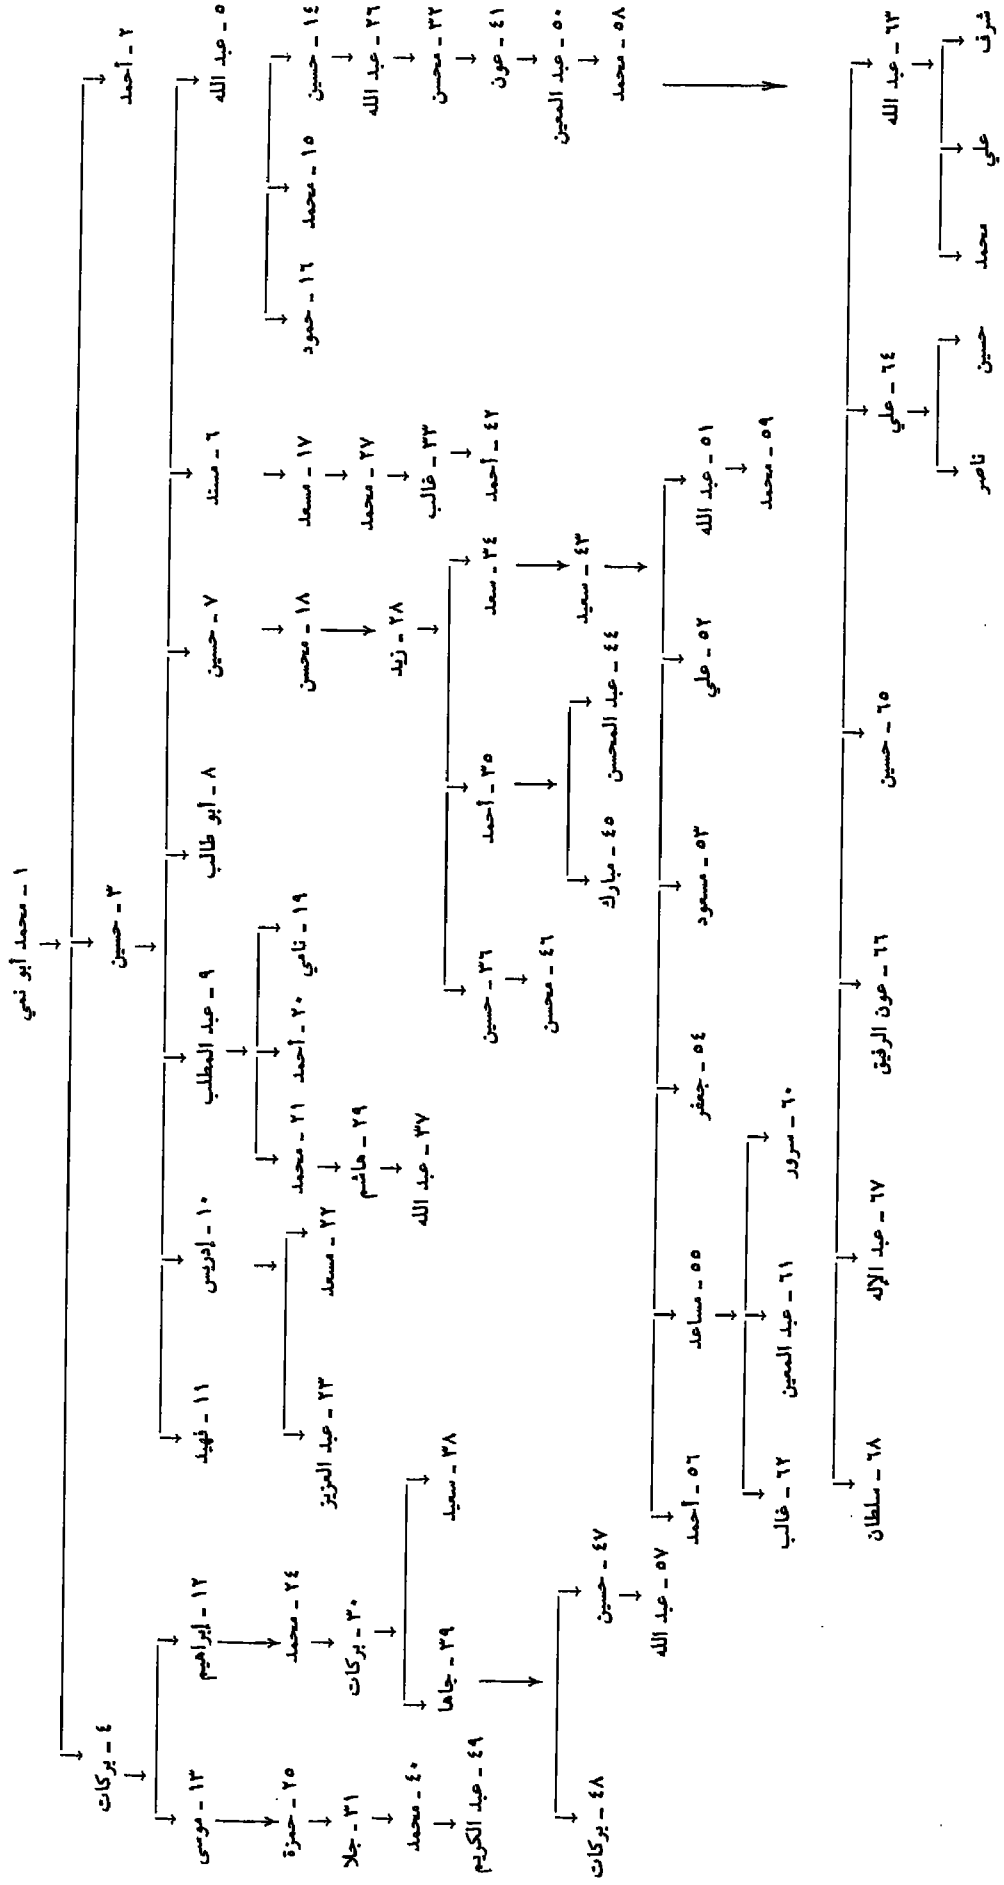 ١ - محمد أبو نمي
٢ - أحمد
٣ - حسين
٤ - بركات
٥ - عبد الله
٦ - مسند
٧ - حسين
٨ - أبو طالب
٩ - عبد المطلب
١٠ - إدريس
١١ - فهيد
١٢ - إبراهيم
١٣ - موسى
١٤ - حسين
١٥ - محمد
١٦ - حمود
١٧ - مسعد
١٨ - محسن
١٩ - نامي
٢٠ - أحمد
٢١ - محمد
٢٢ - مسعد
٢٣ - عبد العزيز
٢٤ - محمد
٢٥ - حمزة
٢٦ - عبد الله
٢٧ - محمد
٢٨ - زيد
٢٩ - هاشم
٣٠ - بركات
٣١ - جلا
٣٢ - محسن
٣٣ - غالب
٣٤ - سعد
٣٥ - أحمد
٣٦ - حسين
٣٧ - عبد الله
٣٨ - سعيد
٣٩ - جاها
٤٠ - محمد
٤١ - عون
٤٢ - أحمد
٤٣ - سعيد
٤٤ - عبد المحسن
٤٥ - مبارك
٤٦ - محسن
٤٧ - حسين
٤٨ - بركات
٤٩ - عبد الكريم
٥٠ - عبد المعين
٥١ - عبد الله
٥٢ - علي
٥٣ - مسعود
٥٤ - جعفر
٥٥ - مساعد
٥٦ - أحمد
٥٧ - عبد الله
٥٨ - محمد
٥٩ - محمد
٦٠ - سرور
٦١ - عبد المعين
٦٢ - غالب
٦٣ - عبد الله
٦٤ - علي
٦٥ - حسين
٦٦ - عون الرفيق
٦٧ - عبد الإله
٦٨ - سلطان
شرف
علي
محمد
حسين
ناصر